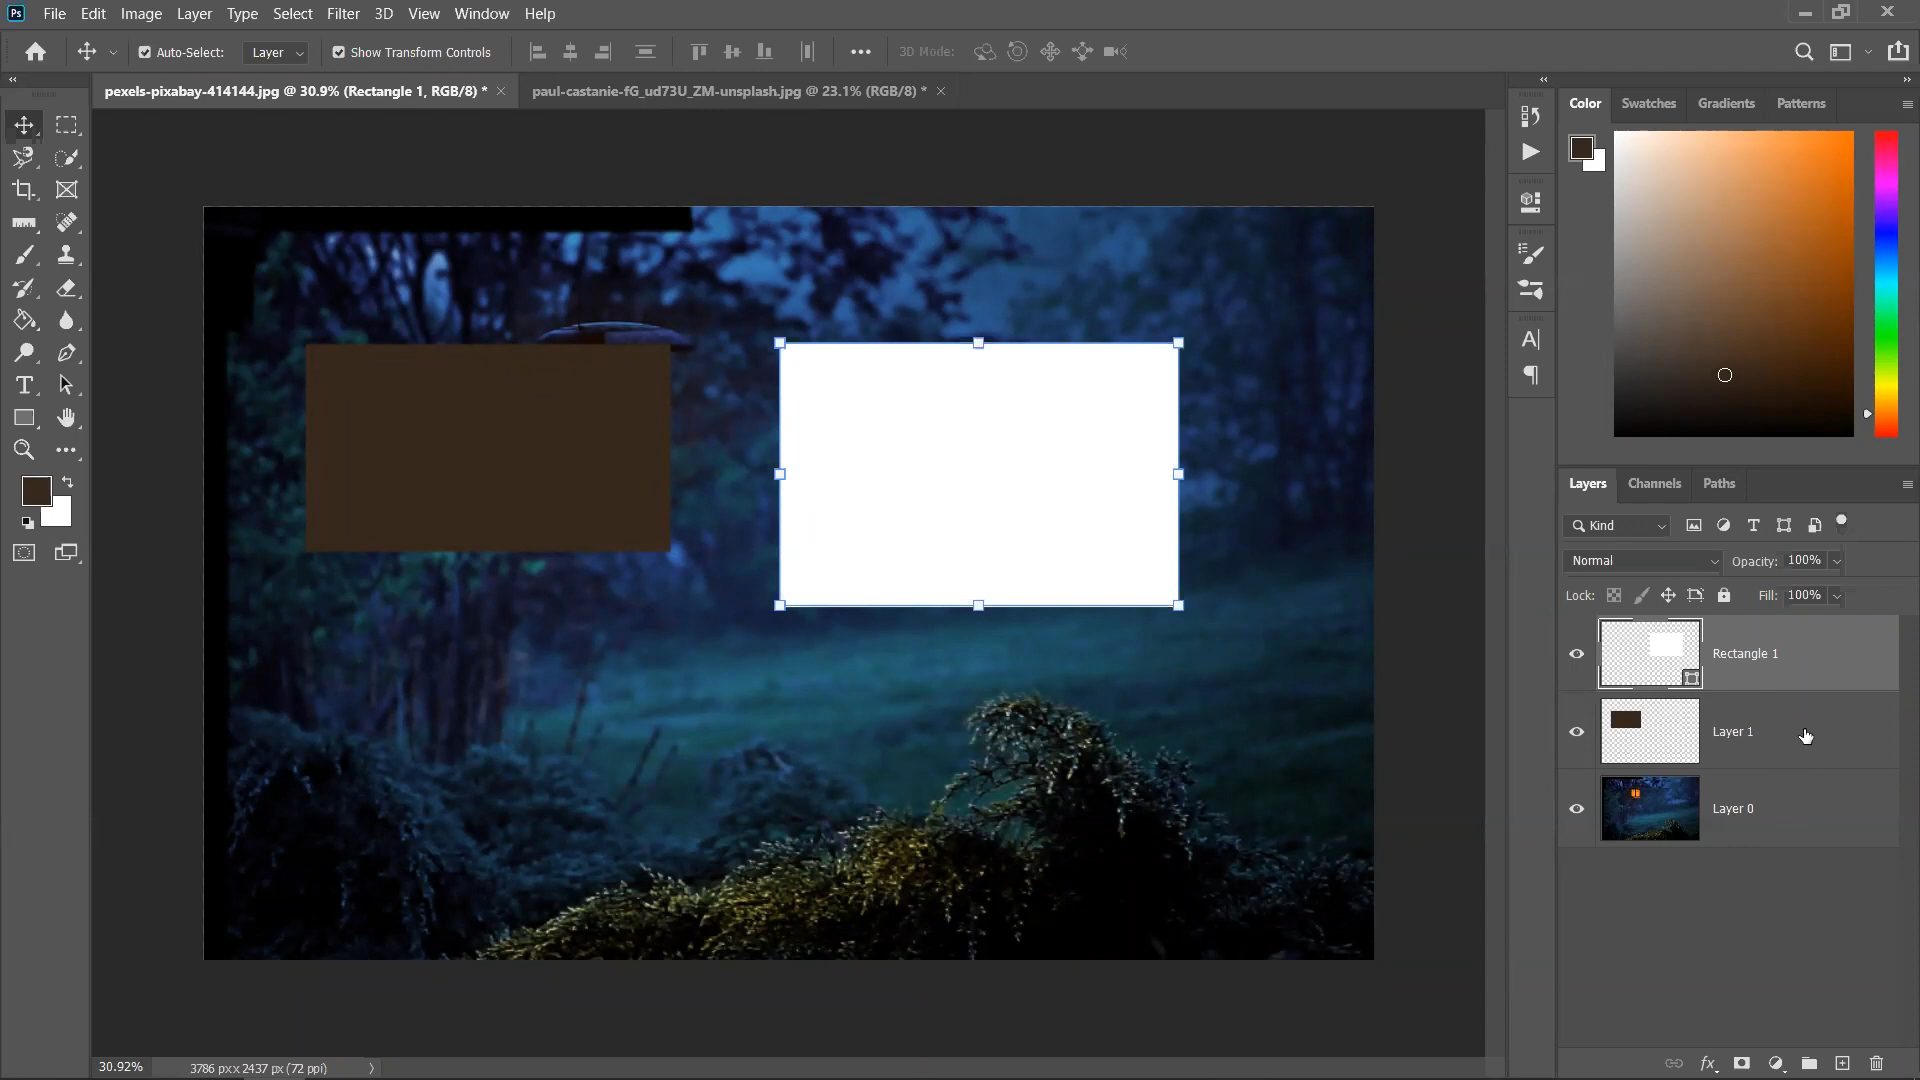 Ps File Edit Image Layer Type Select Filter 3D View Window Help
Auto-Select: Layer Show Transform Controls 3D Mode:
pexels-pixabay-414144.jpg @ 30.9% (Rectangle 1, RGB/8) * paul-castanie-fG_ud73U_ZM-unsplash.jpg @ 23.1% (RGB/8) *
Color Swatches Gradients Patterns
Layers Channels Paths
Kind
Normal Opacity: 100%
Lock: Fill: 100%
Rectangle 1
Layer 1
Layer 0
fx
30.92% 3786 px x 2437 px (72 ppi)